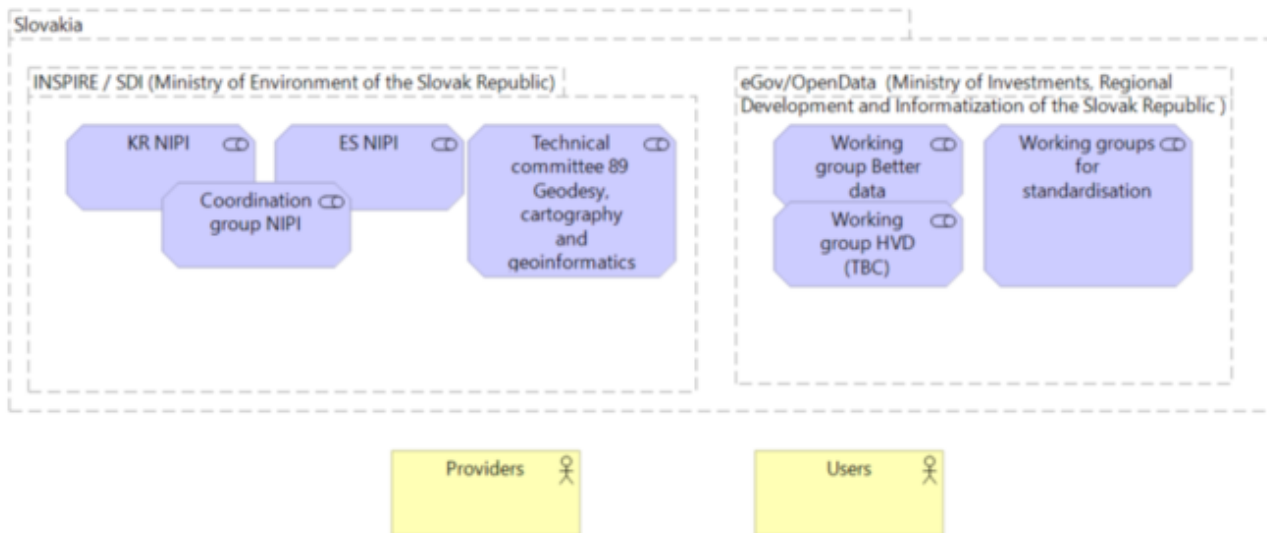 Slovakia
INSPIRE / SDI (Ministry of Environment of the Slovak Republic)
KR NIPI
ES NIPI
Coordination
group NIPI
Technical
committee 89
Geodesy,
cartography
and
geoinformatics
eGov/OpenData (Ministry of Investments, Regional
Development and Informatization of the Slovak Republic )
Working
group Better
data
Working
group HVD
(TBC)
Working groups
for
standardisation
Providers
Users